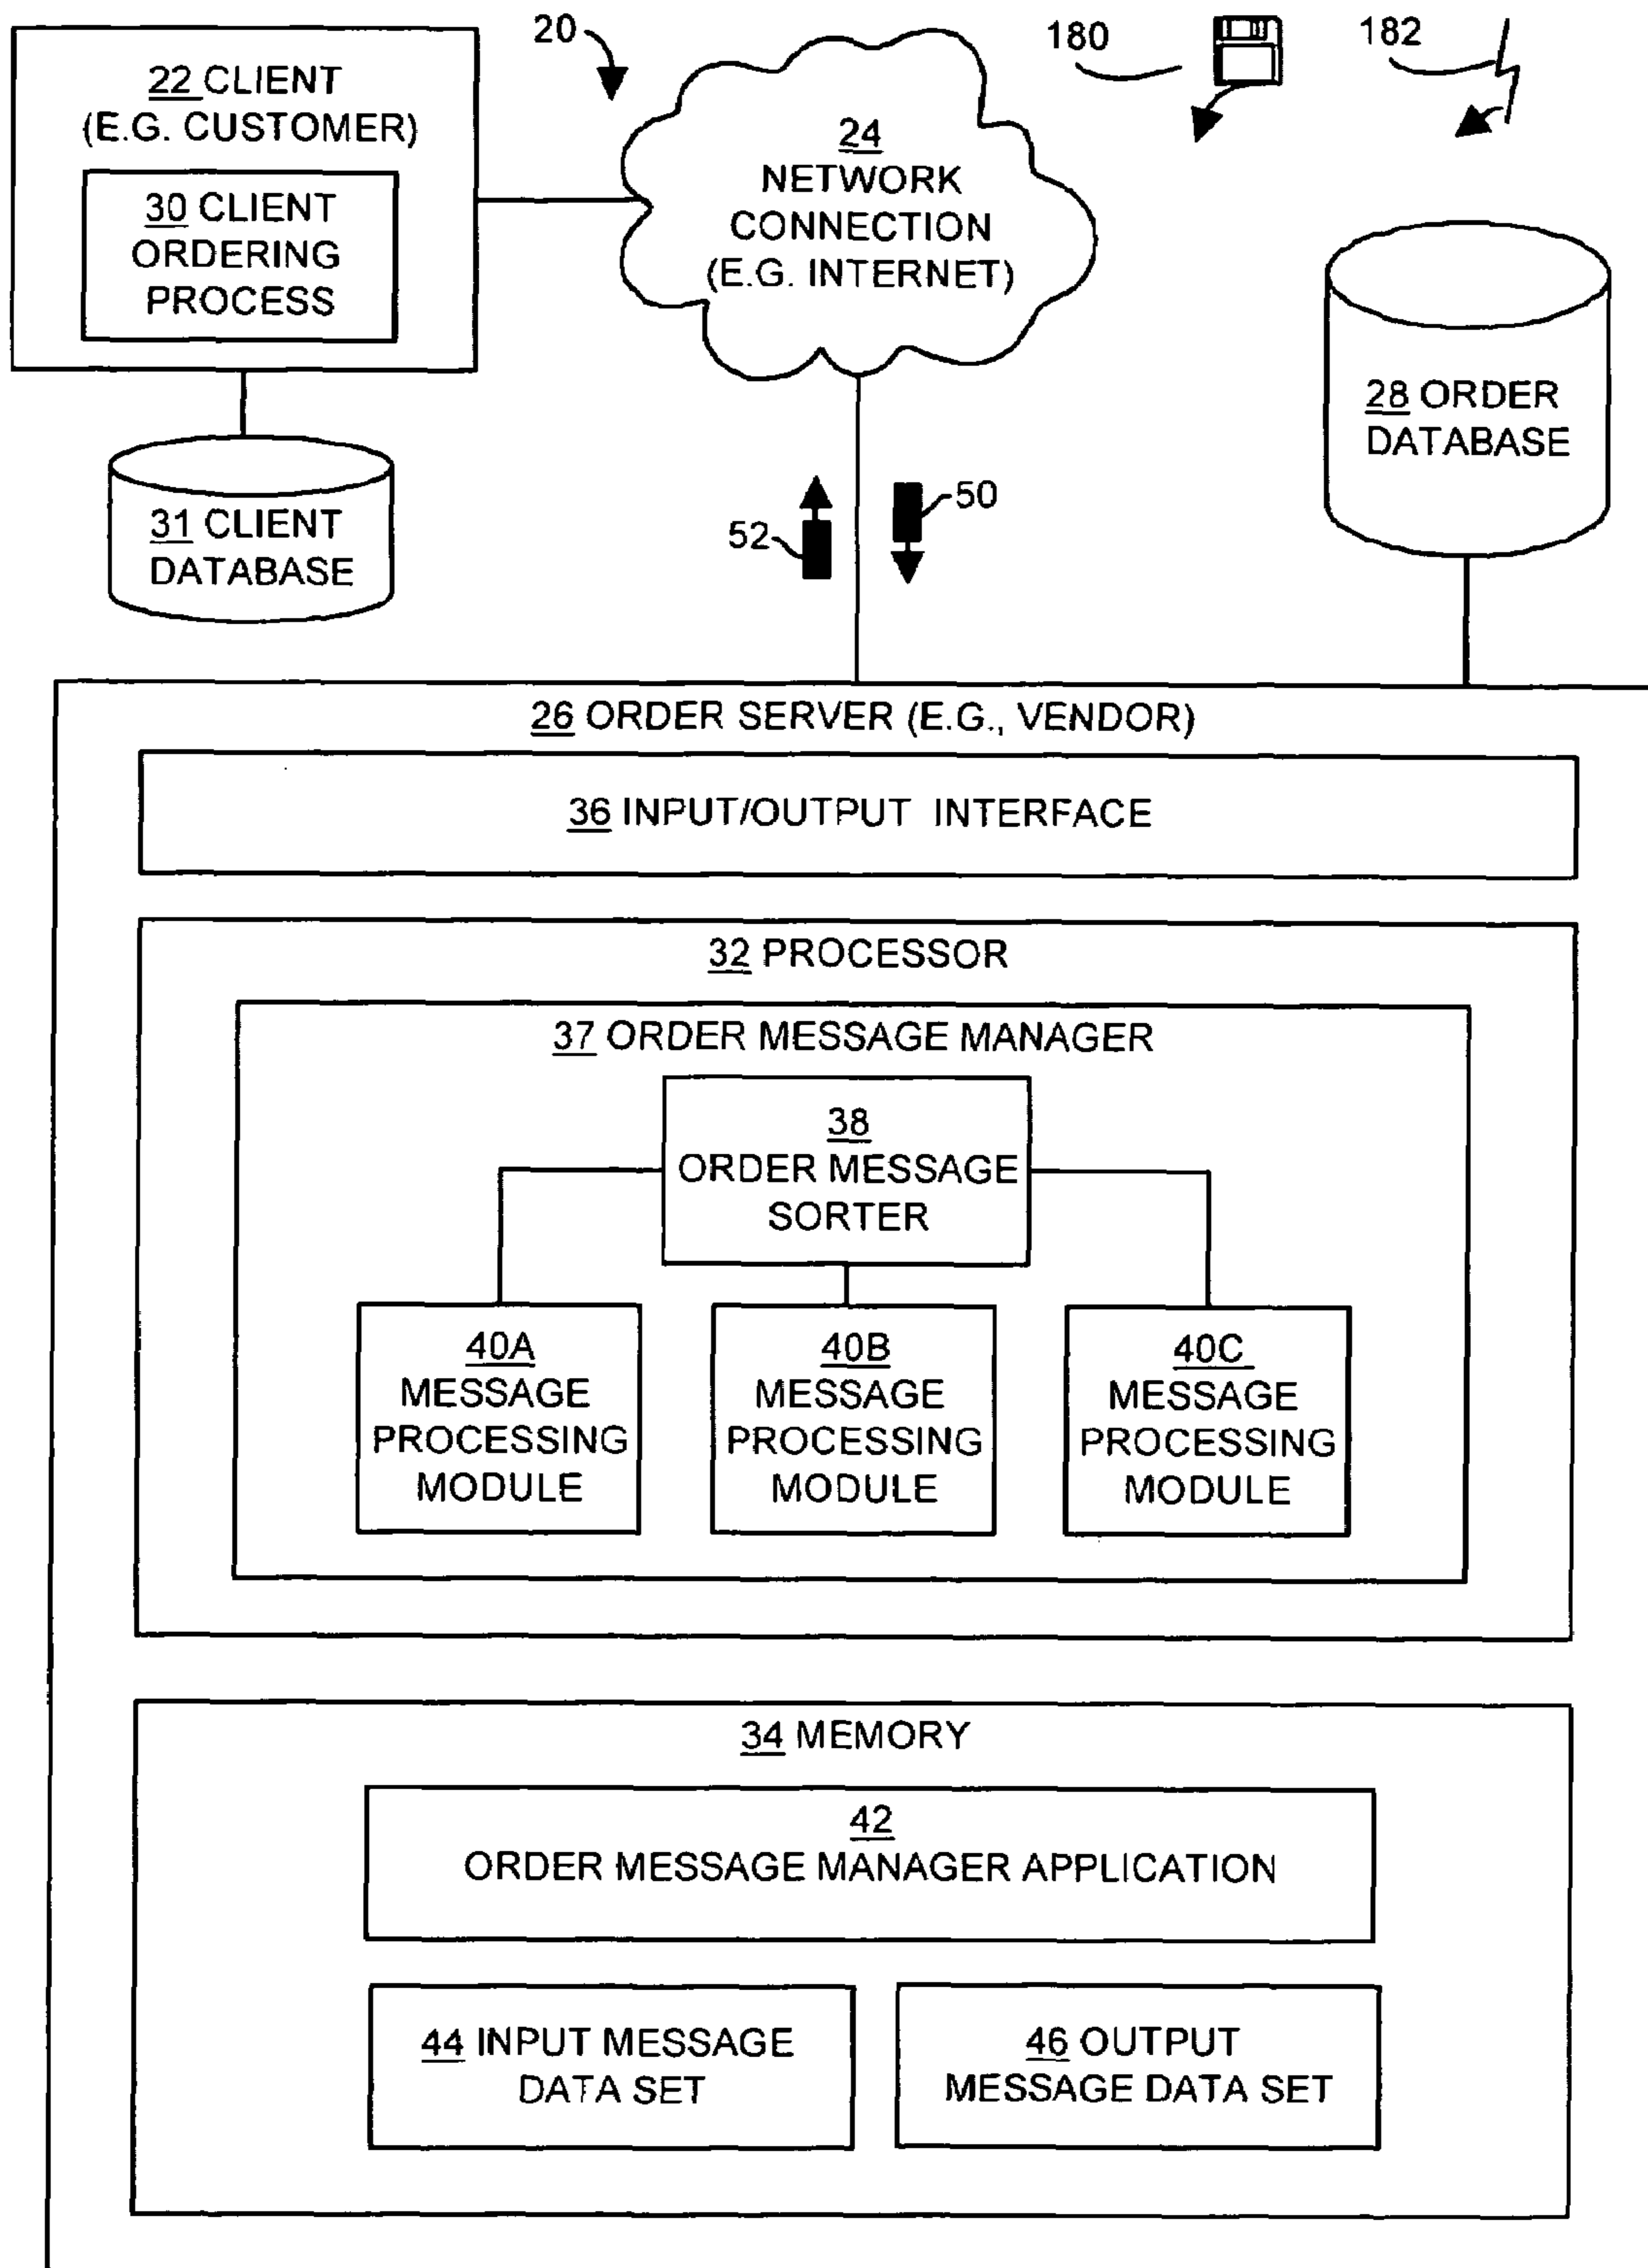 20
180
182
22 CLIENT
(E.G. CUSTOMER)
30 CLIENT
ORDERING
PROCESS
24
NETWORK
CONNECTION
(E.G. INTERNET)
31 CLIENT
DATABASE
28 ORDER
DATABASE
52
50
26 ORDER SERVER (E.G., VENDOR)
36 INPUT/OUTPUT INTERFACE
32 PROCESSOR
37 ORDER MESSAGE MANAGER
38
ORDER MESSAGE
SORTER
40A
MESSAGE
PROCESSING
MODULE
40B
MESSAGE
PROCESSING
MODULE
40C
MESSAGE
PROCESSING
MODULE
34 MEMORY
42
ORDER MESSAGE MANAGER APPLICATION
44 INPUT MESSAGE
DATA SET
46 OUTPUT
MESSAGE DATA SET